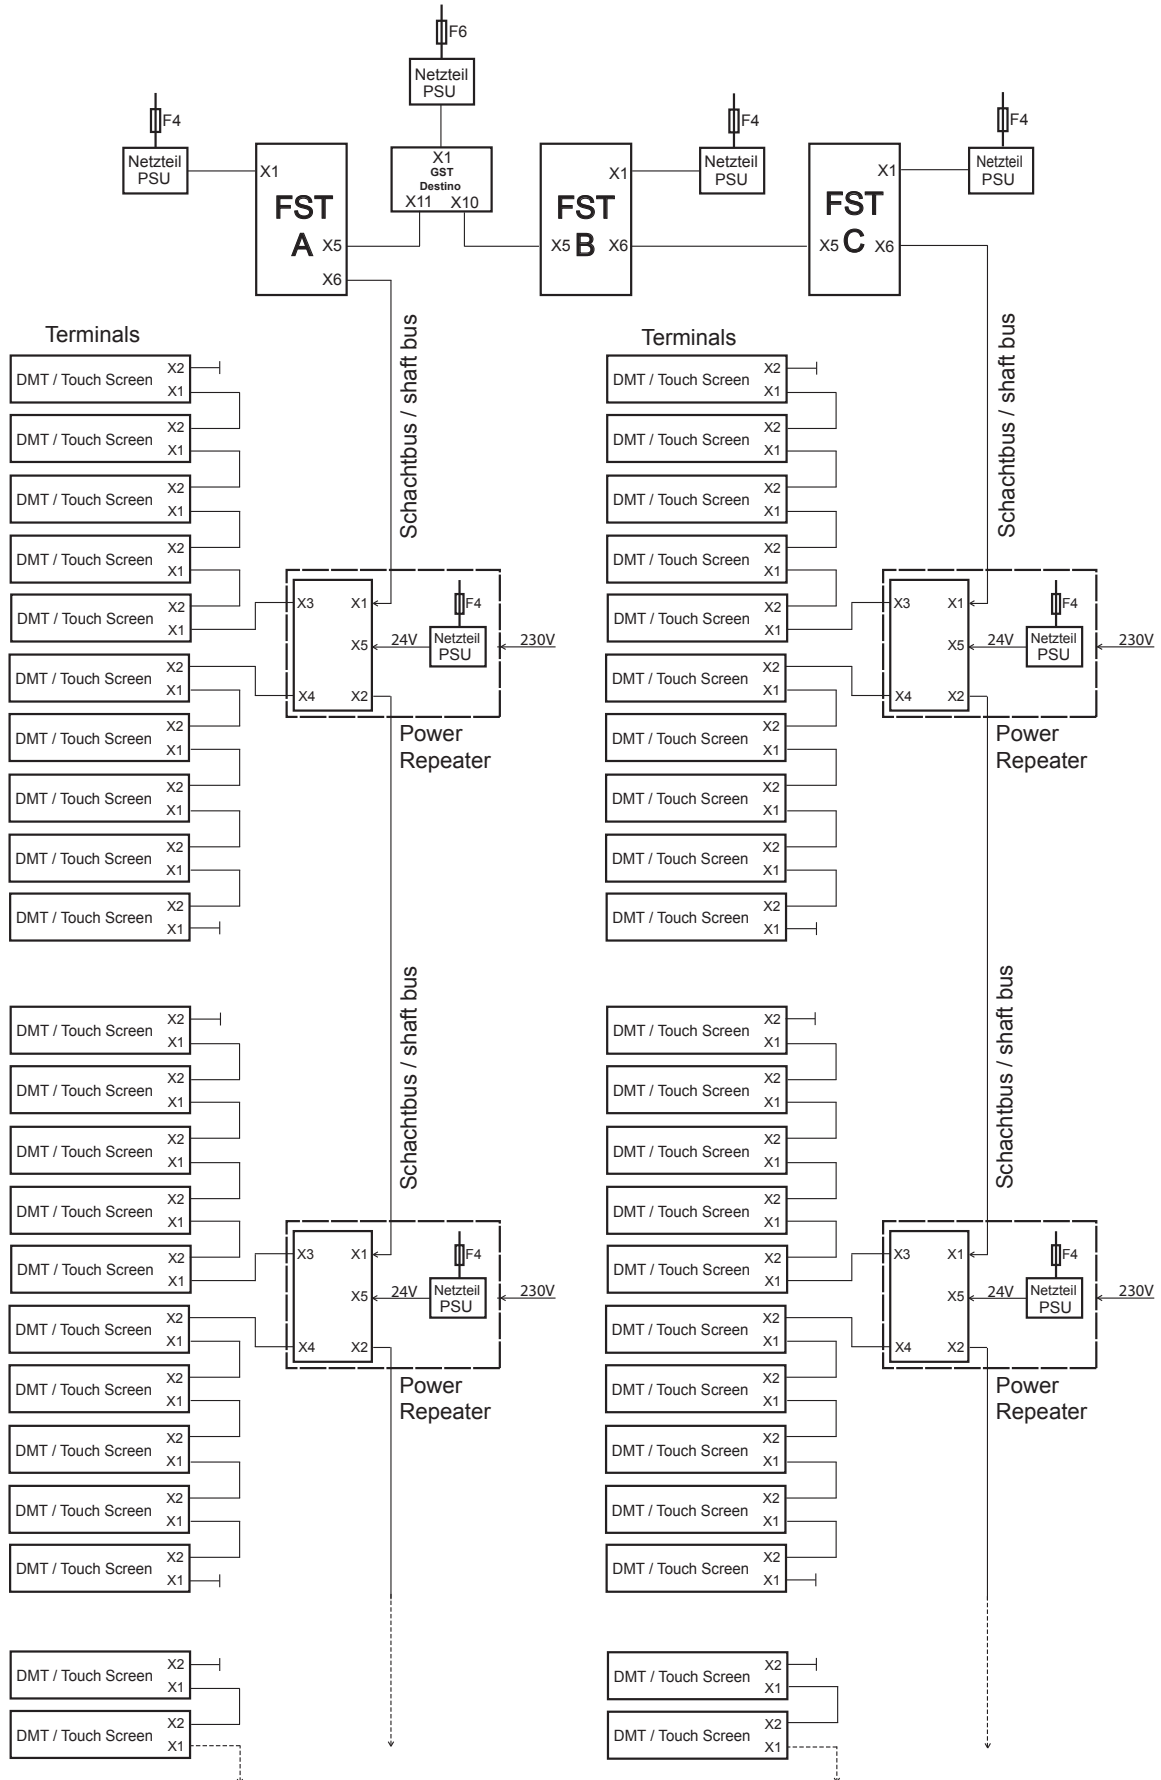 F6
Netzteil
PSU
F4
Netzteil
PSU
X1
FST
A
X5
X6
X1
GST
Destino
X11 X10
X1
FST
X5 B X6
F4
Netzteil
PSU
X1
FST
X5 C X6
F4
Netzteil
PSU
Terminals
DMT / Touch Screen
X2
X1
DMT / Touch Screen
X2
X1
DMT / Touch Screen
X2
X1
DMT / Touch Screen
X2
X1
DMT / Touch Screen
X2
X1
DMT / Touch Screen
X2
X1
DMT / Touch Screen
X2
X1
DMT / Touch Screen
X2
X1
DMT / Touch Screen
X2
X1
DMT / Touch Screen
X2
X1
Schachtbus / shaft bus
X3 X1
X5
X4 X2
24V
F4
Netzteil
PSU
230V
Power
Repeater
Terminals
DMT / Touch Screen
X2
X1
DMT / Touch Screen
X2
X1
DMT / Touch Screen
X2
X1
DMT / Touch Screen
X2
X1
DMT / Touch Screen
X2
X1
DMT / Touch Screen
X2
X1
DMT / Touch Screen
X2
X1
DMT / Touch Screen
X2
X1
DMT / Touch Screen
X2
X1
DMT / Touch Screen
X2
X1
Schachtbus / shaft bus
X3 X1
X5
X4 X2
24V
F4
Netzteil
PSU
230V
Power
Repeater
DMT / Touch Screen
X2
X1
DMT / Touch Screen
X2
X1
DMT / Touch Screen
X2
X1
DMT / Touch Screen
X2
X1
DMT / Touch Screen
X2
X1
DMT / Touch Screen
X2
X1
DMT / Touch Screen
X2
X1
DMT / Touch Screen
X2
X1
DMT / Touch Screen
X2
X1
DMT / Touch Screen
X2
X1
Schachtbus / shaft bus
X3 X1
X5
X4 X2
24V
F4
Netzteil
PSU
230V
Power
Repeater
DMT / Touch Screen
X2
X1
DMT / Touch Screen
X2
X1
DMT / Touch Screen
X2
X1
DMT / Touch Screen
X2
X1
DMT / Touch Screen
X2
X1
DMT / Touch Screen
X2
X1
DMT / Touch Screen
X2
X1
DMT / Touch Screen
X2
X1
DMT / Touch Screen
X2
X1
DMT / Touch Screen
X2
X1
Schachtbus / shaft bus
X3 X1
X5
X4 X2
24V
F4
Netzteil
PSU
230V
Power
Repeater
DMT / Touch Screen
X2
X1
DMT / Touch Screen
X2
X1
DMT / Touch Screen
X2
X1
DMT / Touch Screen
X2
X1